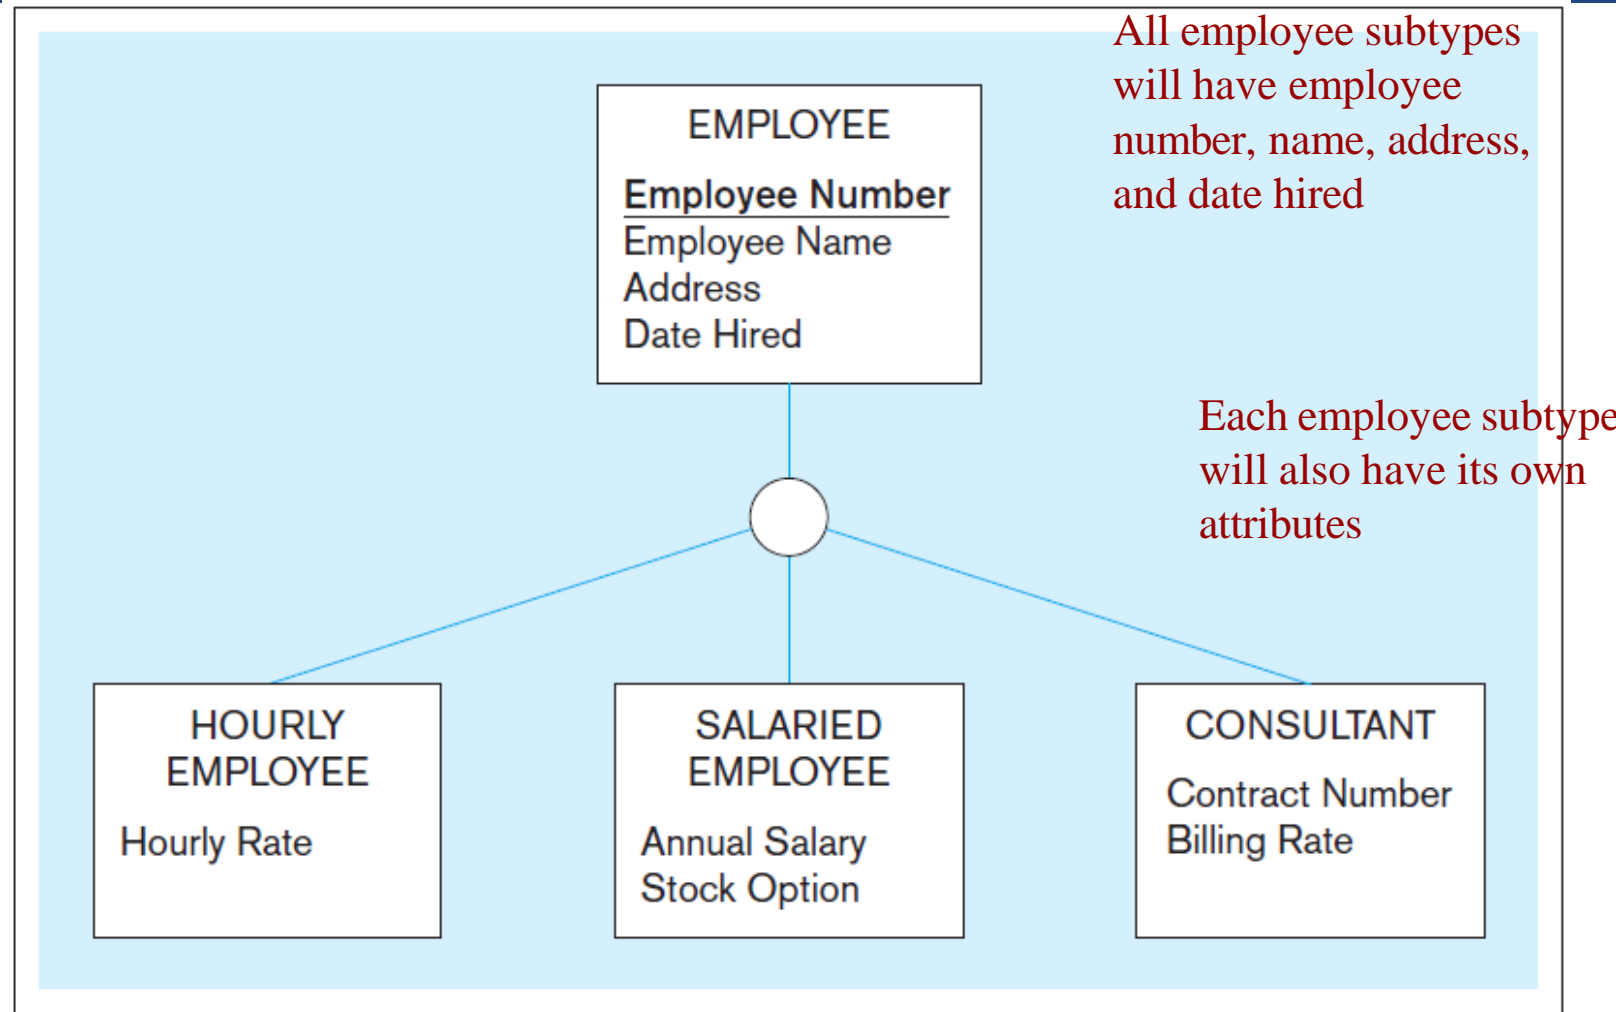 All employee subtypes
will have employee
number, name, address,
and date hired
EMPLOYEE
Employee Number
Employee Name
Address
Date Hired
Each employee subtype
will also have its own
attributes
HOURLY
EMPLOYEE
Hourly Rate
SALARIED
EMPLOYEE
Annual Salary
Stock Option
CONSULTANT
Contract Number
Billing Rate